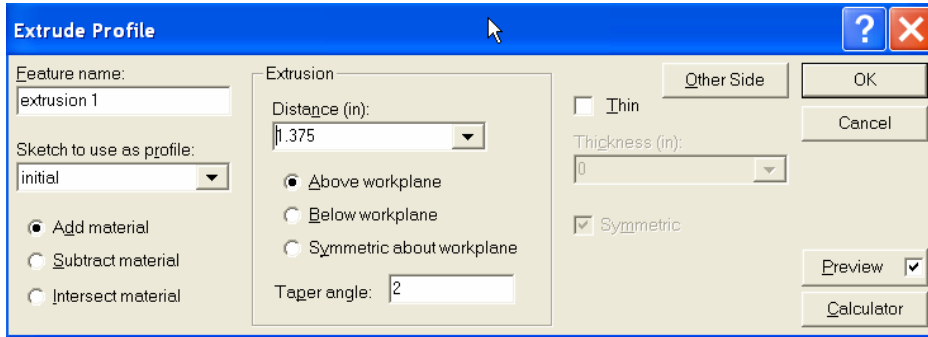 Extrude Profile
Feature name:
extrusion 1
Sketch to use as profile:
initial
Add material
Subtract material
Intersect material
Extrusion
Distance (in):
1.375
Above workplane
Below workplane
Symmetric about workplane
Taper angle: 2
Other Side
Thin
Thickness (in):
0
Symmetric
OK
Cancel
Preview
Calculator